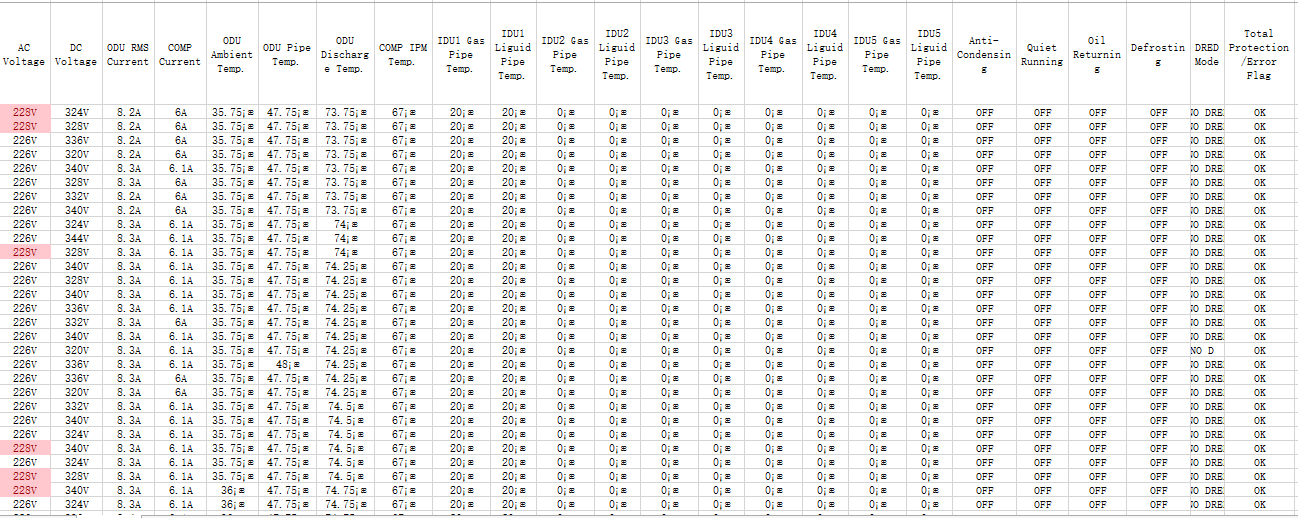 AC Voltage DC Voltage ODU RMS Current COMP Current ODU Ambient Temp. ODU Pipe Temp. ODU Discharge Temp. COMP IPM Temp. IDU1 Gas Pipe Temp. IDU1 Liguid Pipe Temp. IDU2 Gas Pipe Temp. IDU2 Liguid Pipe Temp. IDU3 Gas Pipe Temp. IDU3 Liguid Pipe Temp. IDU4 Gas Pipe Temp. IDU4 Liguid Pipe Temp. IDU5 Gas Pipe Temp. IDU5 Liguid Pipe Temp. Anti-Condensing Quiet Running Oil Returning Defrosting DRED Mode Total Protection/Error Flag
228V 324V 8.2A 6A 35.75¡æ 47.75¡æ 73.75¡æ 67¡æ 20¡æ 20¡æ 0¡æ 0¡æ 0¡æ 0¡æ 0¡æ 0¡æ 0¡æ 0¡æ OFF OFF OFF OFF NO DRE OK
228V 328V 8.2A 6A 35.75¡æ 47.75¡æ 73.75¡æ 67¡æ 20¡æ 20¡æ 0¡æ 0¡æ 0¡æ 0¡æ 0¡æ 0¡æ 0¡æ 0¡æ OFF OFF OFF OFF NO DRE OK
226V 336V 8.2A 6A 35.75¡æ 47.75¡æ 73.75¡æ 67¡æ 20¡æ 20¡æ 0¡æ 0¡æ 0¡æ 0¡æ 0¡æ 0¡æ 0¡æ 0¡æ OFF OFF OFF OFF NO DRE OK
226V 320V 8.2A 6A 35.75¡æ 47.75¡æ 73.75¡æ 67¡æ 20¡æ 20¡æ 0¡æ 0¡æ 0¡æ 0¡æ 0¡æ 0¡æ 0¡æ 0¡æ OFF OFF OFF OFF NO DRE OK
226V 340V 8.3A 6.1A 35.75¡æ 47.75¡æ 73.75¡æ 67¡æ 20¡æ 20¡æ 0¡æ 0¡æ 0¡æ 0¡æ 0¡æ 0¡æ 0¡æ 0¡æ OFF OFF OFF OFF NO DRE OK
226V 328V 8.3A 6A 35.75¡æ 47.75¡æ 73.75¡æ 67¡æ 20¡æ 20¡æ 0¡æ 0¡æ 0¡æ 0¡æ 0¡æ 0¡æ 0¡æ 0¡æ OFF OFF OFF OFF NO DRE OK
226V 332V 8.2A 6A 35.75¡æ 47.75¡æ 73.75¡æ 67¡æ 20¡æ 20¡æ 0¡æ 0¡æ 0¡æ 0¡æ 0¡æ 0¡æ 0¡æ 0¡æ OFF OFF OFF OFF NO DRE OK
226V 340V 8.2A 6A 35.75¡æ 47.75¡æ 73.75¡æ 67¡æ 20¡æ 20¡æ 0¡æ 0¡æ 0¡æ 0¡æ 0¡æ 0¡æ 0¡æ 0¡æ OFF OFF OFF OFF NO DRE OK
226V 324V 8.3A 6.1A 35.75¡æ 47.75¡æ 74¡æ 67¡æ 20¡æ 20¡æ 0¡æ 0¡æ 0¡æ 0¡æ 0¡æ 0¡æ 0¡æ 0¡æ OFF OFF OFF OFF NO DRE OK
226V 344V 8.3A 6.1A 35.75¡æ 47.75¡æ 74¡æ 67¡æ 20¡æ 20¡æ 0¡æ 0¡æ 0¡æ 0¡æ 0¡æ 0¡æ 0¡æ 0¡æ OFF OFF OFF OFF NO DRE OK
228V 328V 8.3A 6.1A 35.75¡æ 47.75¡æ 74¡æ 67¡æ 20¡æ 20¡æ 0¡æ 0¡æ 0¡æ 0¡æ 0¡æ 0¡æ 0¡æ 0¡æ OFF OFF OFF OFF NO DRE OK
226V 340V 8.3A 6.1A 35.75¡æ 47.75¡æ 74.25¡æ 67¡æ 20¡æ 20¡æ 0¡æ 0¡æ 0¡æ 0¡æ 0¡æ 0¡æ 0¡æ 0¡æ OFF OFF OFF OFF NO DRE OK
226V 328V 8.3A 6.1A 35.75¡æ 47.75¡æ 74.25¡æ 67¡æ 20¡æ 20¡æ 0¡æ 0¡æ 0¡æ 0¡æ 0¡æ 0¡æ 0¡æ 0¡æ OFF OFF OFF OFF NO DRE OK
226V 340V 8.3A 6.1A 35.75¡æ 47.75¡æ 74.25¡æ 67¡æ 20¡æ 20¡æ 0¡æ 0¡æ 0¡æ 0¡æ 0¡æ 0¡æ 0¡æ 0¡æ OFF OFF OFF OFF NO DRE OK
226V 336V 8.3A 6.1A 35.75¡æ 47.75¡æ 74.25¡æ 67¡æ 20¡æ 20¡æ 0¡æ 0¡æ 0¡æ 0¡æ 0¡æ 0¡æ 0¡æ 0¡æ OFF OFF OFF OFF NO DRE OK
226V 332V 8.3A 6A 35.75¡æ 47.75¡æ 74.25¡æ 67¡æ 20¡æ 20¡æ 0¡æ 0¡æ 0¡æ 0¡æ 0¡æ 0¡æ 0¡æ 0¡æ OFF OFF OFF OFF NO DRE OK
226V 340V 8.3A 6.1A 35.75¡æ 47.75¡æ 74.25¡æ 67¡æ 20¡æ 20¡æ 0¡æ 0¡æ 0¡æ 0¡æ 0¡æ 0¡æ 0¡æ 0¡æ OFF OFF OFF OFF NO DRE OK
226V 320V 8.3A 6.1A 35.75¡æ 47.75¡æ 74.25¡æ 67¡æ 20¡æ 20¡æ 0¡æ 0¡æ 0¡æ 0¡æ 0¡æ 0¡æ 0¡æ 0¡æ OFF OFF OFF OFF NO D OK
226V 336V 8.3A 6.1A 35.75¡æ 48¡æ 74.25¡æ 67¡æ 20¡æ 20¡æ 0¡æ 0¡æ 0¡æ 0¡æ 0¡æ 0¡æ 0¡æ 0¡æ OFF OFF OFF OFF NO DRE OK
226V 336V 8.3A 6A 35.75¡æ 47.75¡æ 74.25¡æ 67¡æ 20¡æ 20¡æ 0¡æ 0¡æ 0¡æ 0¡æ 0¡æ 0¡æ 0¡æ 0¡æ OFF OFF OFF OFF NO DRE OK
226V 320V 8.3A 6A 35.75¡æ 47.75¡æ 74.25¡æ 67¡æ 20¡æ 20¡æ 0¡æ 0¡æ 0¡æ 0¡æ 0¡æ 0¡æ 0¡æ 0¡æ OFF OFF OFF OFF NO DRE OK
226V 332V 8.3A 6.1A 35.75¡æ 47.75¡æ 74.5¡æ 67¡æ 20¡æ 20¡æ 0¡æ 0¡æ 0¡æ 0¡æ 0¡æ 0¡æ 0¡æ 0¡æ OFF OFF OFF OFF NO DRE OK
226V 340V 8.3A 6.1A 35.75¡æ 47.75¡æ 74.5¡æ 67¡æ 20¡æ 20¡æ 0¡æ 0¡æ 0¡æ 0¡æ 0¡æ 0¡æ 0¡æ 0¡æ OFF OFF OFF OFF NO DRE OK
226V 324V 8.3A 6.1A 35.75¡æ 47.75¡æ 74.5¡æ 67¡æ 20¡æ 20¡æ 0¡æ 0¡æ 0¡æ 0¡æ 0¡æ 0¡æ 0¡æ 0¡æ OFF OFF OFF OFF NO DRE OK
228V 340V 8.3A 6.1A 35.75¡æ 47.75¡æ 74.5¡æ 67¡æ 20¡æ 20¡æ 0¡æ 0¡æ 0¡æ 0¡æ 0¡æ 0¡æ 0¡æ 0¡æ OFF OFF OFF OFF NO DRE OK
226V 324V 8.3A 6.1A 35.75¡æ 47.75¡æ 74.5¡æ 67¡æ 20¡æ 20¡æ 0¡æ 0¡æ 0¡æ 0¡æ 0¡æ 0¡æ 0¡æ 0¡æ OFF OFF OFF OFF NO DRE OK
228V 328V 8.3A 6.1A 35.75¡æ 47.75¡æ 74.5¡æ 67¡æ 20¡æ 20¡æ 0¡æ 0¡æ 0¡æ 0¡æ 0¡æ 0¡æ 0¡æ 0¡æ OFF OFF OFF OFF NO DRE OK
228V 340V 8.3A 6.1A 36¡æ 47.75¡æ 74.75¡æ 67¡æ 20¡æ 20¡æ 0¡æ 0¡æ 0¡æ 0¡æ 0¡æ 0¡æ 0¡æ 0¡æ OFF OFF OFF OFF NO DRE OK
226V 324V 8.3A 6.1A 36¡æ 47.75¡æ 74.75¡æ 67¡æ 20¡æ 20¡æ 0¡æ 0¡æ 0¡æ 0¡æ 0¡æ 0¡æ 0¡æ 0¡æ OFF OFF OFF OFF NO DRE OK